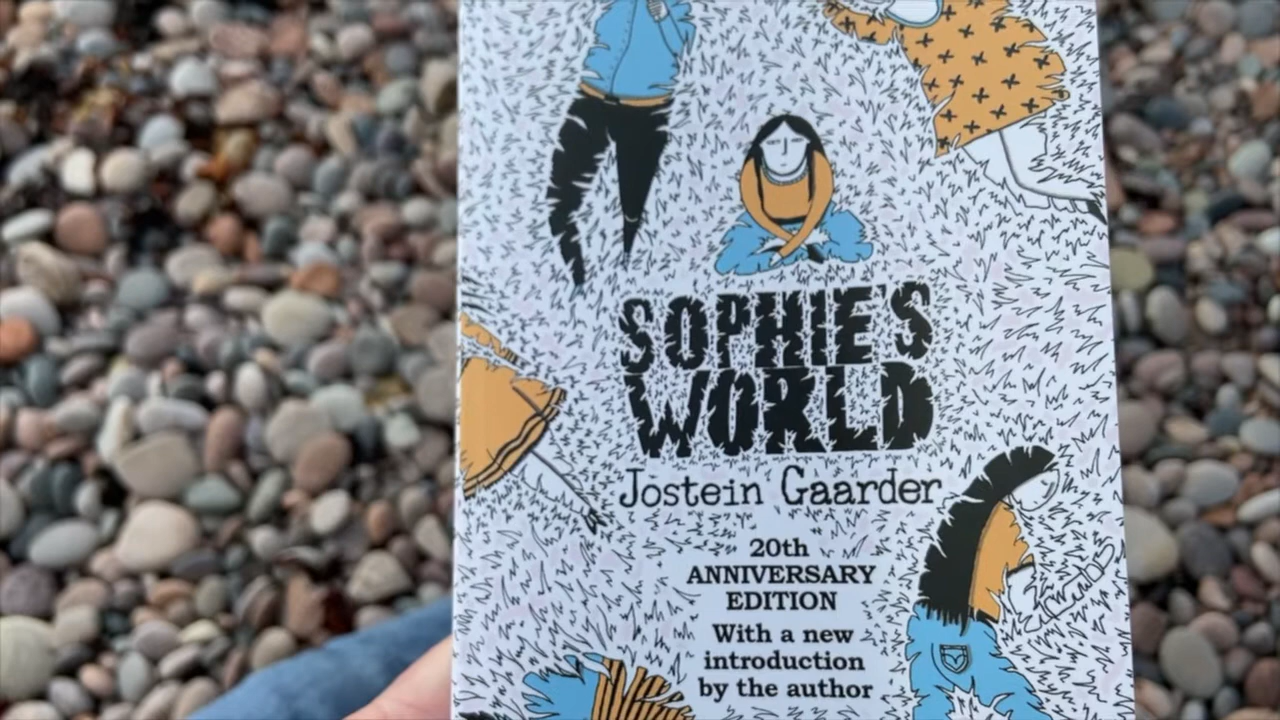 SOPHIE'S
WORLD
Jostein Gaarder
20th
ANNIVERSARY
EDITION
With a new
introduction
by the author